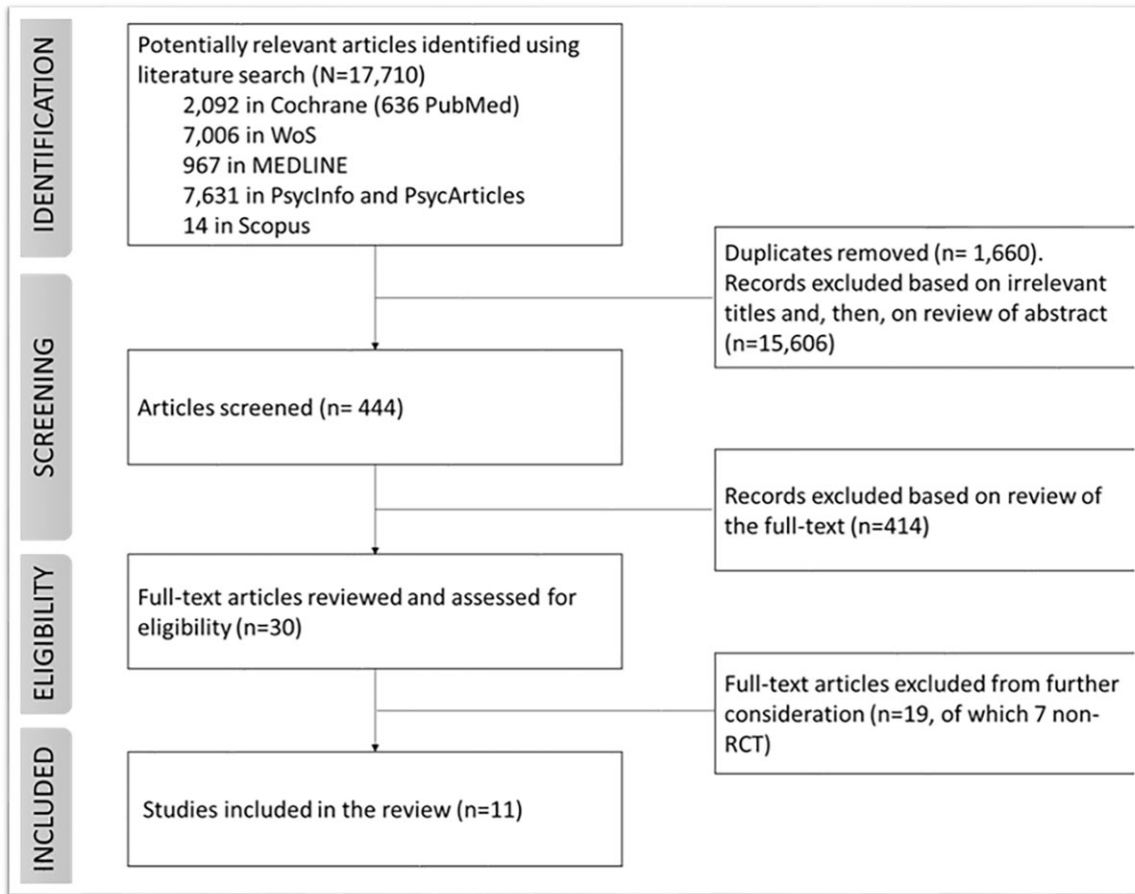 IDENTIFICATION
Potentially relevant articles identified using
literature search (N=17,710)
2,092 in Cochrane (636 PubMed)
7,006 in WoS
967 in MEDLINE
7,631 in PsycInfo and PsycArticles
14 in Scopus
Duplicates removed (n= 1,660).
Records excluded based on irrelevant
titles and, then, on review of abstract
(n=15,606)
SCREENING
Articles screened (n= 444)
Records excluded based on review of
the full-text (n=414)
ELIGIBILITY
Full-text articles reviewed and assessed for
eligibility (n=30)
Full-text articles excluded from further
consideration (n=19, of which 7 non-
RCT)
INCLUDED
Studies included in the review (n=11)